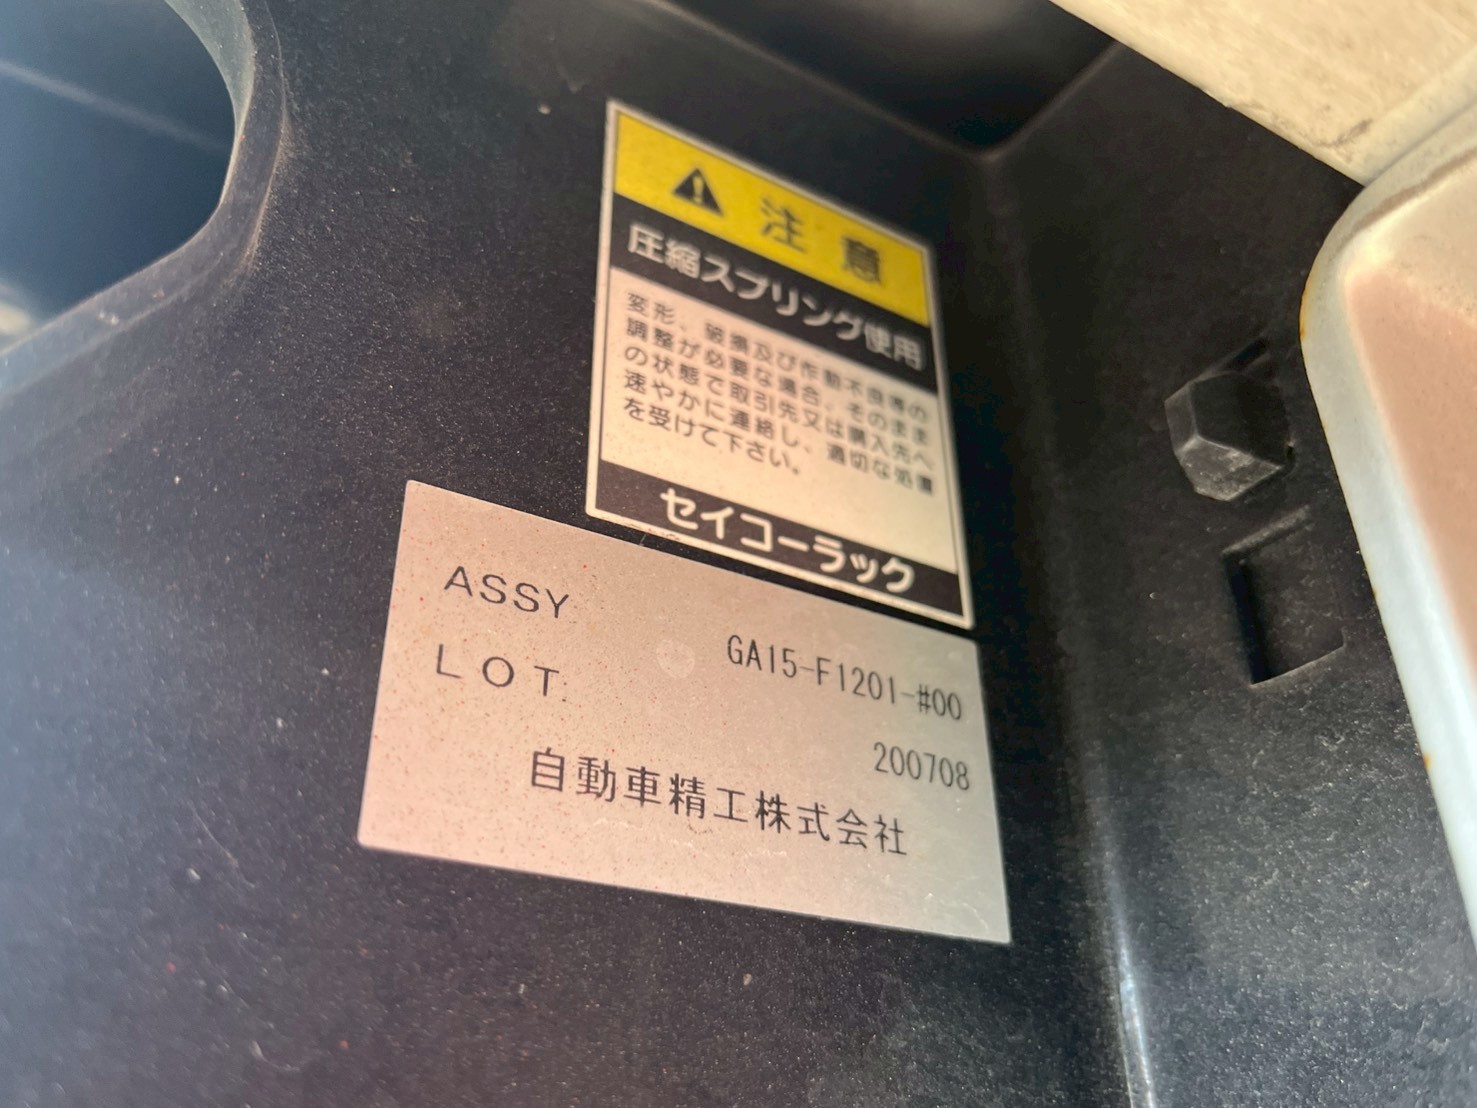 注意
圧縮スプリング使用
変形、破損及び作動不良等の
調整が必要な場合、そのまま
の状態で取引先又は購入先へ
速やかに連絡し、適切な処置
を受けて下さい。
セイコーラック
ASSY GA15-F1201-#00
LOT 200708
自動車精工株式会社